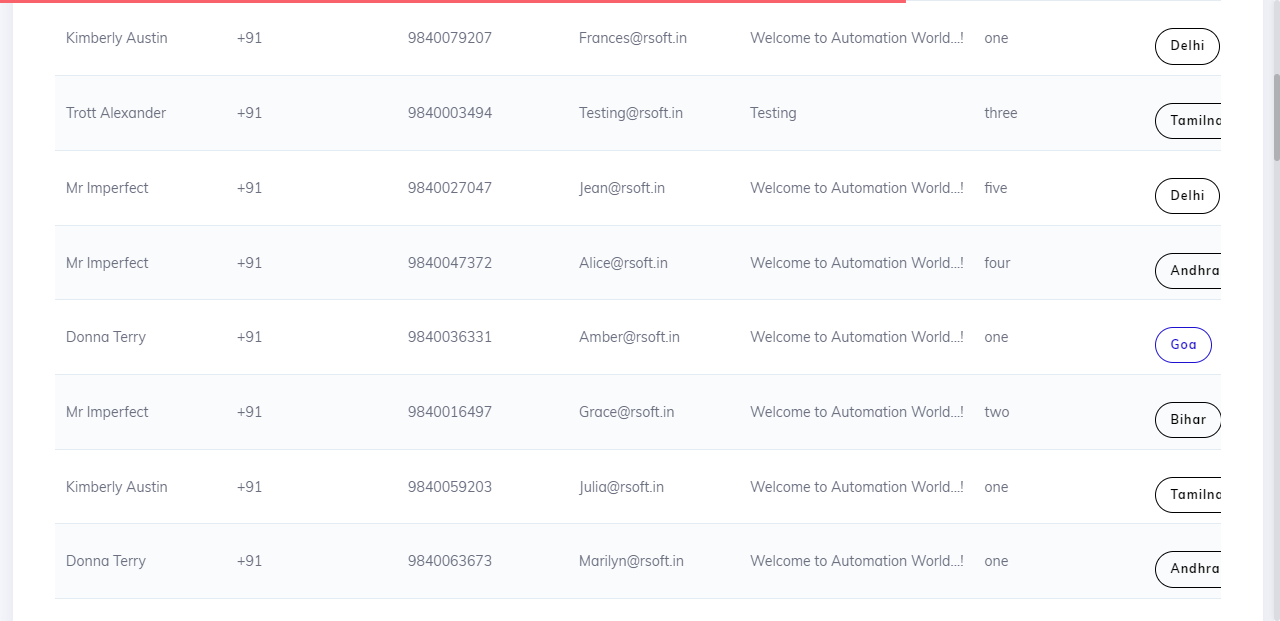 Kimberly Austin +91 9840079207 Frances@rsoft.in Welcome to Automation World...! one Delhi
Trott Alexander +91 9840003494 Testing@rsoft.in Testing three
Mr Imperfect +91 9840027047 Jean@rsoft.in Welcome to Automation World...! five Delhi
Mr Imperfect +91 9840047372 Alice@rsoft.in Welcome to Automation World...! four Andhra
Donna Terry +91 9840036331 Amber@rsoft.in Welcome to Automation World...! one Goa
Mr Imperfect +91 9840016497 Grace@rsoft.in Welcome to Automation World...! two Bihar
Kimberly Austin +91 9840059203 Julia@rsoft.in Welcome to Automation World...! one
Donna Terry +91 9840063673 Marilyn@rsoft.in Welcome to Automation World...! one Andhra